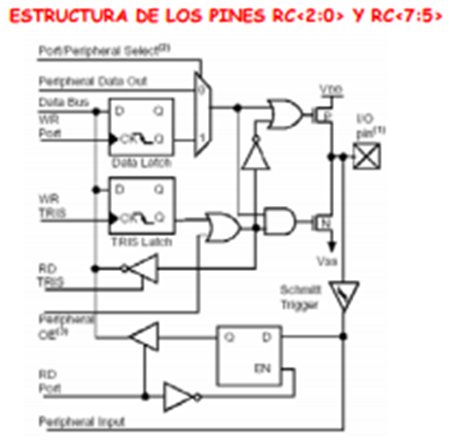 ESTRUCTURA DE LOS PINES RC<2:0> Y RC<7:5>
Port/Peripheral Select(2)
Peripheral Data Out
0
VDD
Data Bus
D Q
WR
Port
CK Q
1
P
I/O
pin(1)
Data Latch
D Q
WR
TRIS
CK Q
N
TRIS Latch
VSS
RD
TRIS
Schmitt
Trigger
Peripheral
OE(3)
Q D
EN
RD
Port
Peripheral Input